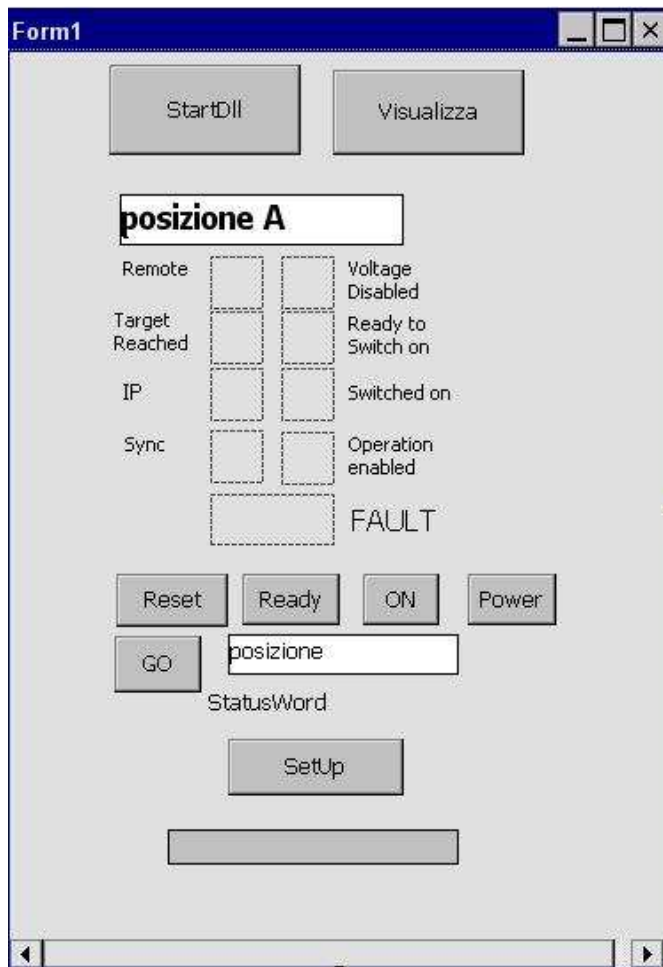 Form1
StartDll
Visualizza
posizione A
Remote
Voltage
Disabled
Target
Reached
Ready to
Switch on
IP
Switched on
Sync
Operation
enabled
FAULT
Reset
Ready
ON
Power
GO
posizione
StatusWord
SetUp